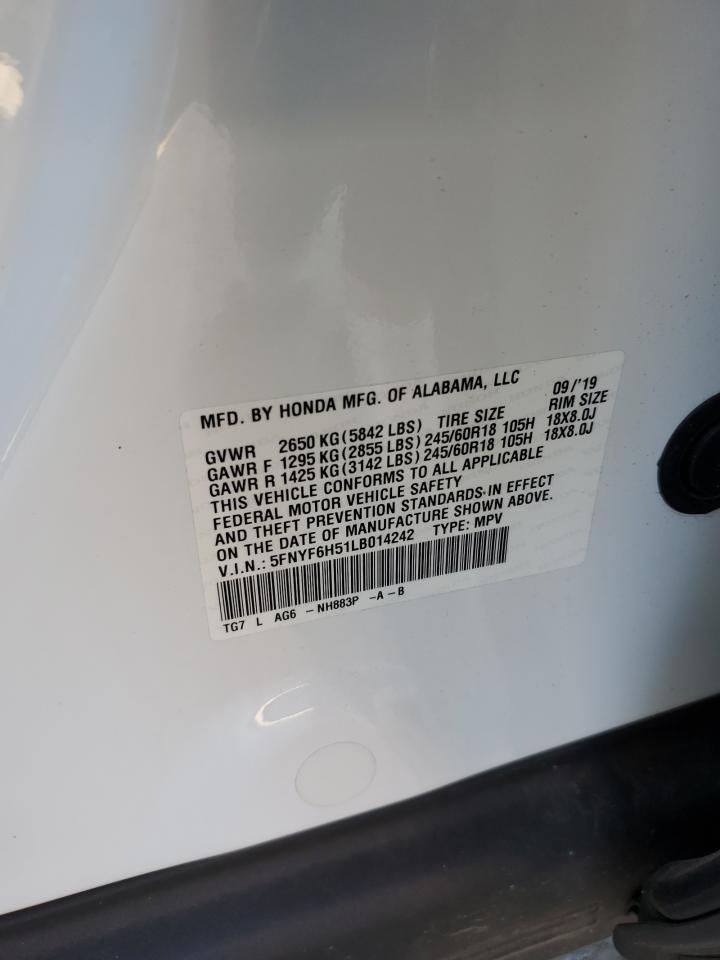 MFD. BY HONDA MFG. OF ALABAMA, LLC 09/'19
GVWR 2650 KG (5842 LBS) TIRE SIZE RIM SIZE
GAWR F 1295 KG (2855 LBS) 245/60R18 105H 18X8.0J
GAWR R 1425 KG (3142 LBS) 245/60R18 105H 18X8.0J
THIS VEHICLE CONFORMS TO ALL APPLICABLE
FEDERAL MOTOR VEHICLE SAFETY
AND THEFT PREVENTION STANDARDS IN EFFECT
ON THE DATE OF MANUFACTURE SHOWN ABOVE.
V.I.N.: 5FNYF6H51LB014242 TYPE: MPV
TG7 L AG6 -NH883P -A-B